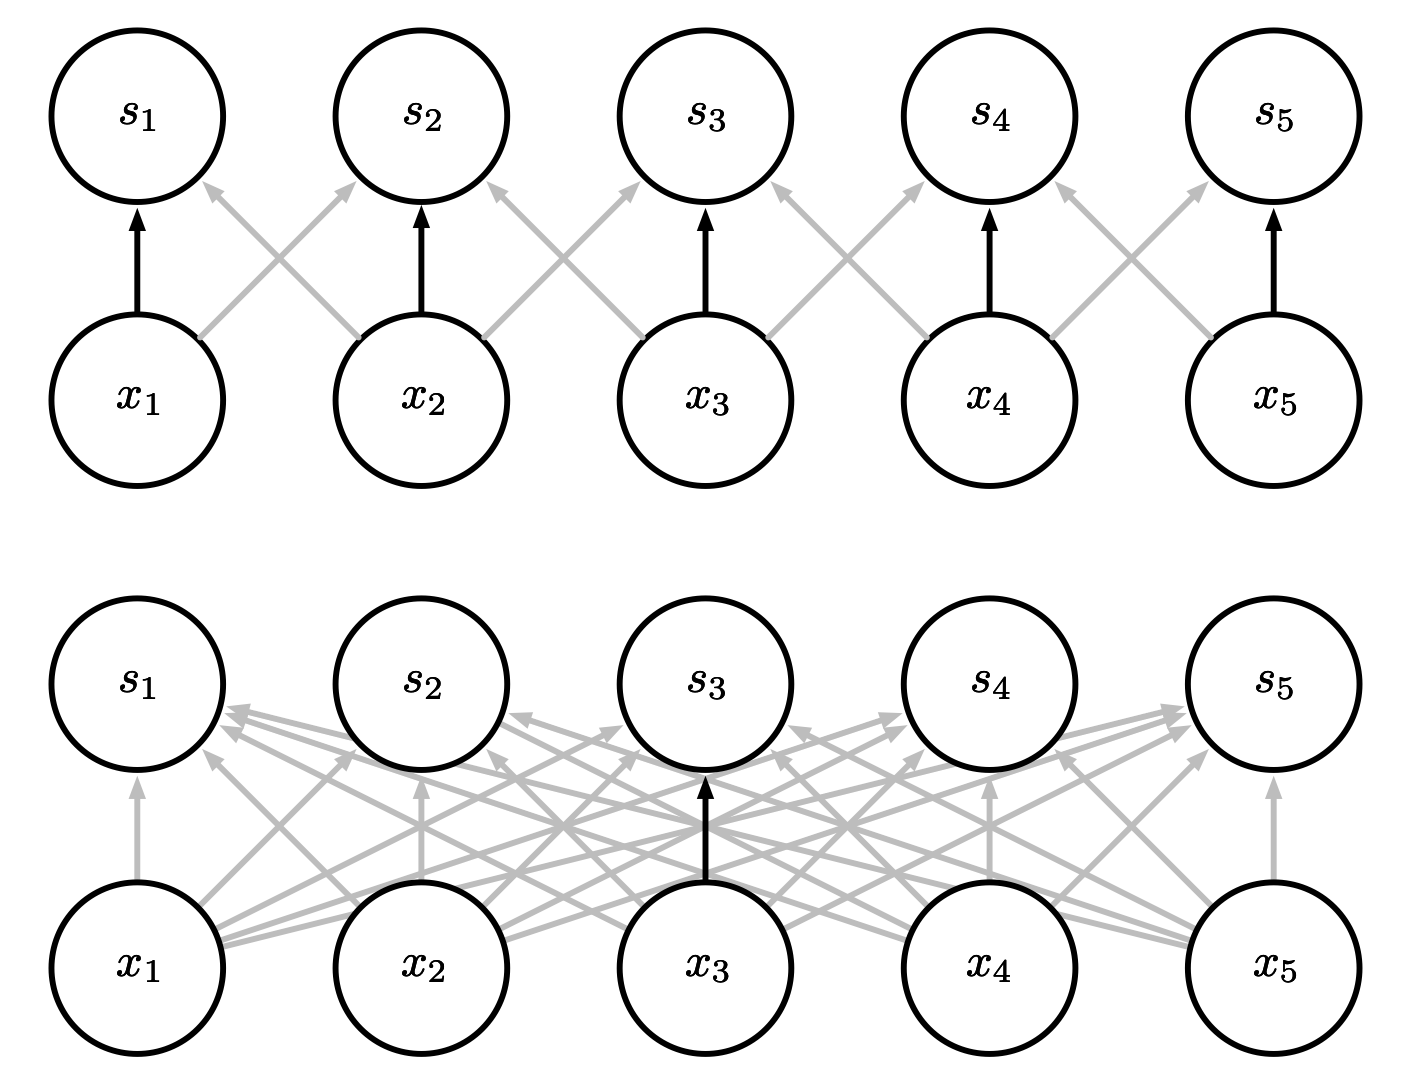 s₁ s₂ s₃ s₄ s₅
x₁ x₂ x₃ x₄ x₅
s₁ s₂ s₃ s₄ s₅
x₁ x₂ x₃ x₄ x₅